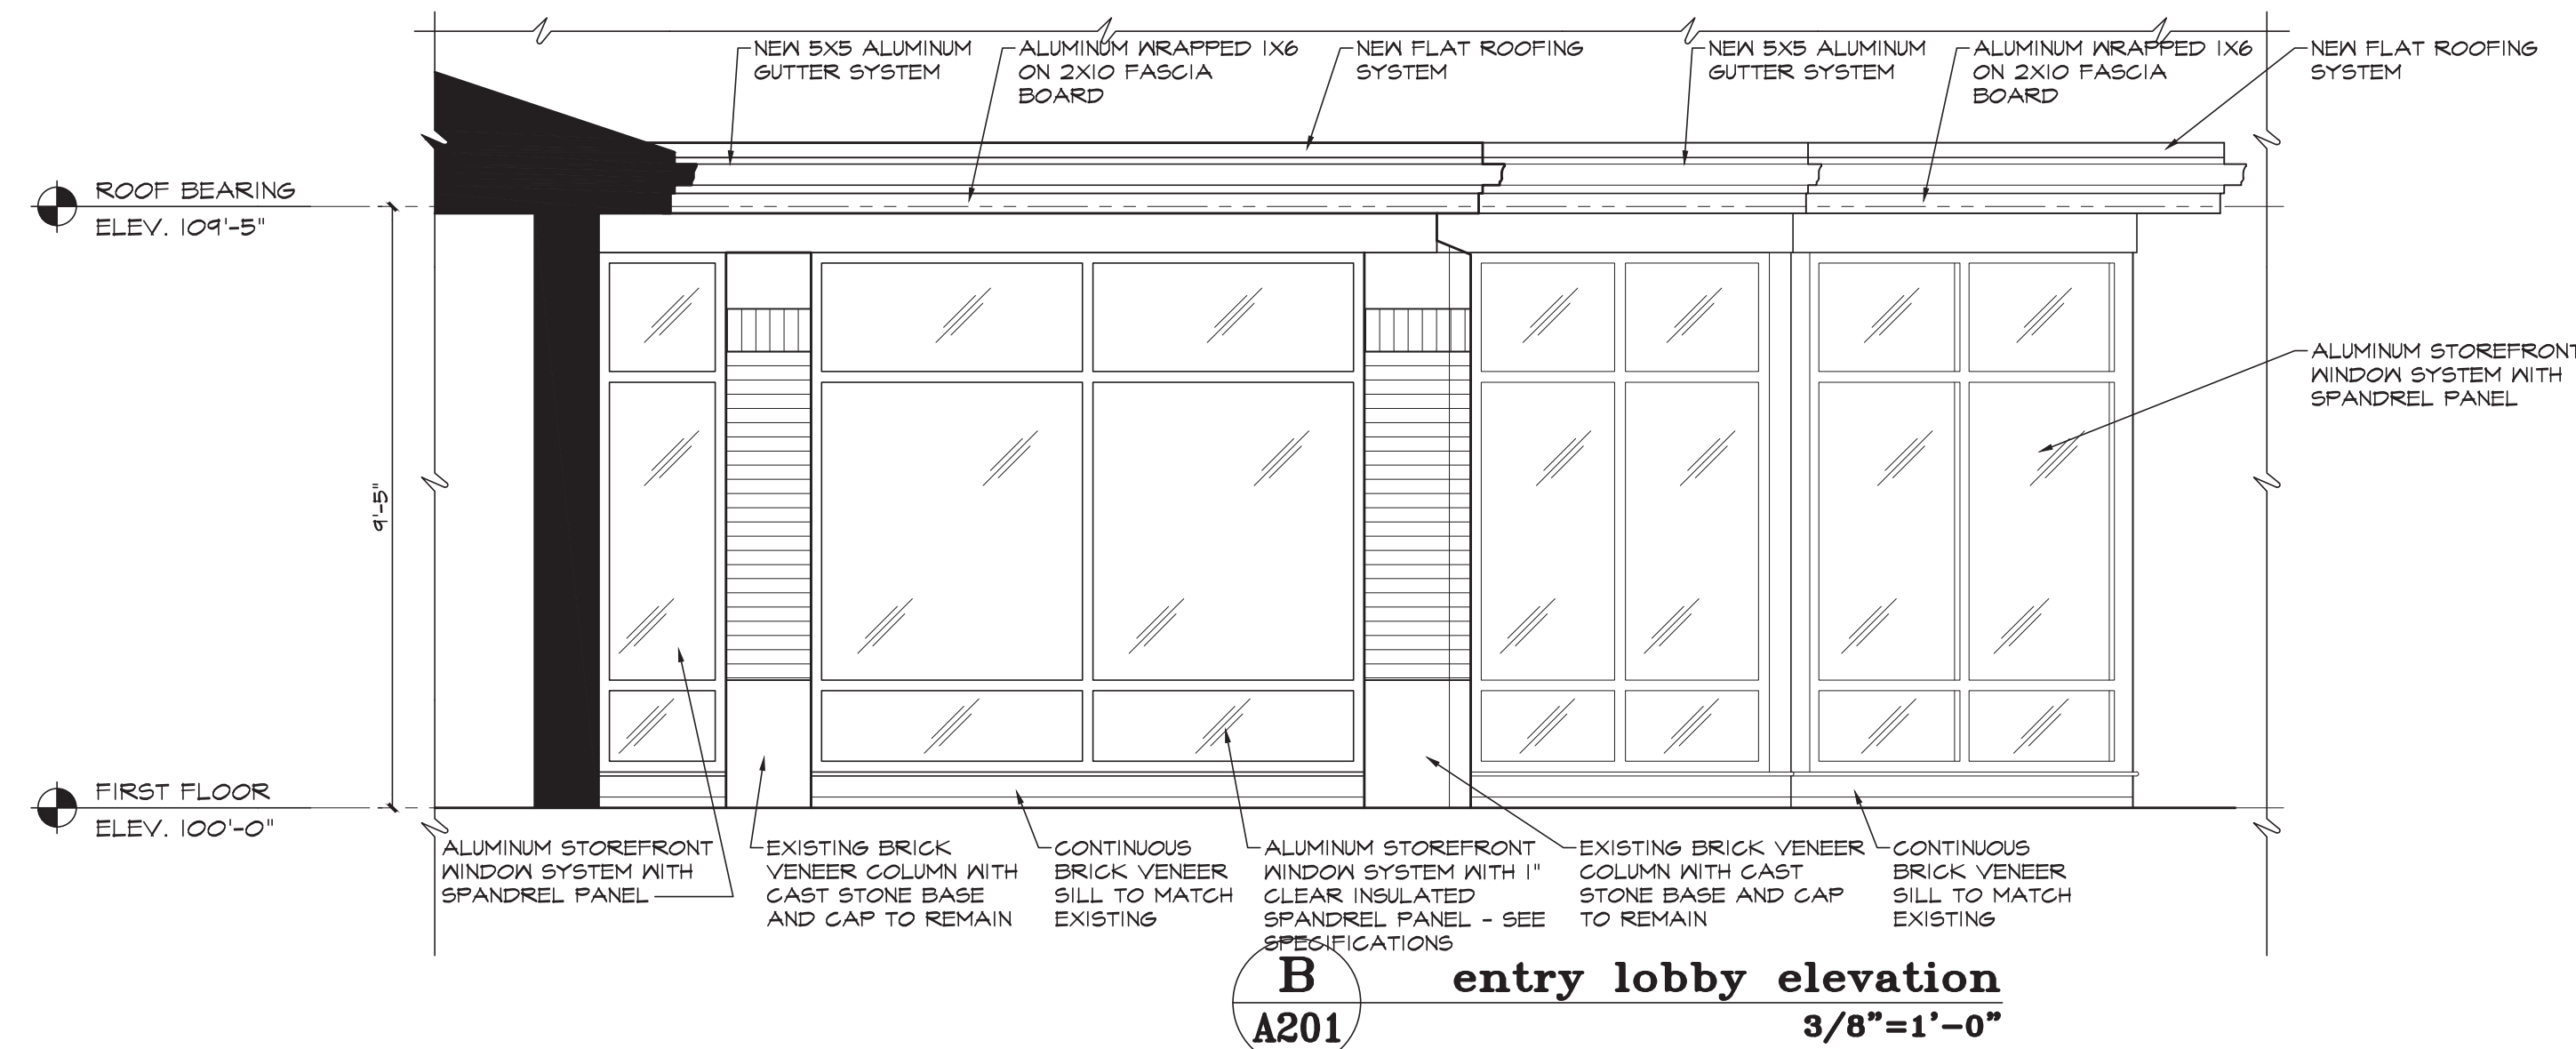 NEW 5X5 ALUMINUM
GUTTER SYSTEM
ALUMINUM WRAPPED 1X6
ON 2X10 FASCIA
BOARD
NEW FLAT ROOFING
SYSTEM
NEW 5X5 ALUMINUM
GUTTER SYSTEM
ALUMINUM WRAPPED 1X6
ON 2X10 FASCIA
BOARD
NEW FLAT ROOFING
SYSTEM
ROOF BEARING
ELEV. 109'-5"
ALUMINUM STOREFRONT
WINDOW SYSTEM WITH
SPANDREL PANEL
9'-5"
FIRST FLOOR
ELEV. 100'-0"
ALUMINUM STOREFRONT
WINDOW SYSTEM WITH
SPANDREL PANEL
EXISTING BRICK
VENEER COLUMN WITH
CAST STONE BASE
AND CAP TO REMAIN
CONTINUOUS
BRICK VENEER
SILL TO MATCH
EXISTING
ALUMINUM STOREFRONT
WINDOW SYSTEM WITH 1"
CLEAR INSULATED
SPANDREL PANEL - SEE
SPECIFICATIONS
EXISTING BRICK VENEER
COLUMN WITH CAST
STONE BASE AND CAP
TO REMAIN
CONTINUOUS
BRICK VENEER
SILL TO MATCH
EXISTING
B
A201
entry lobby elevation
3/8"=1'-0"